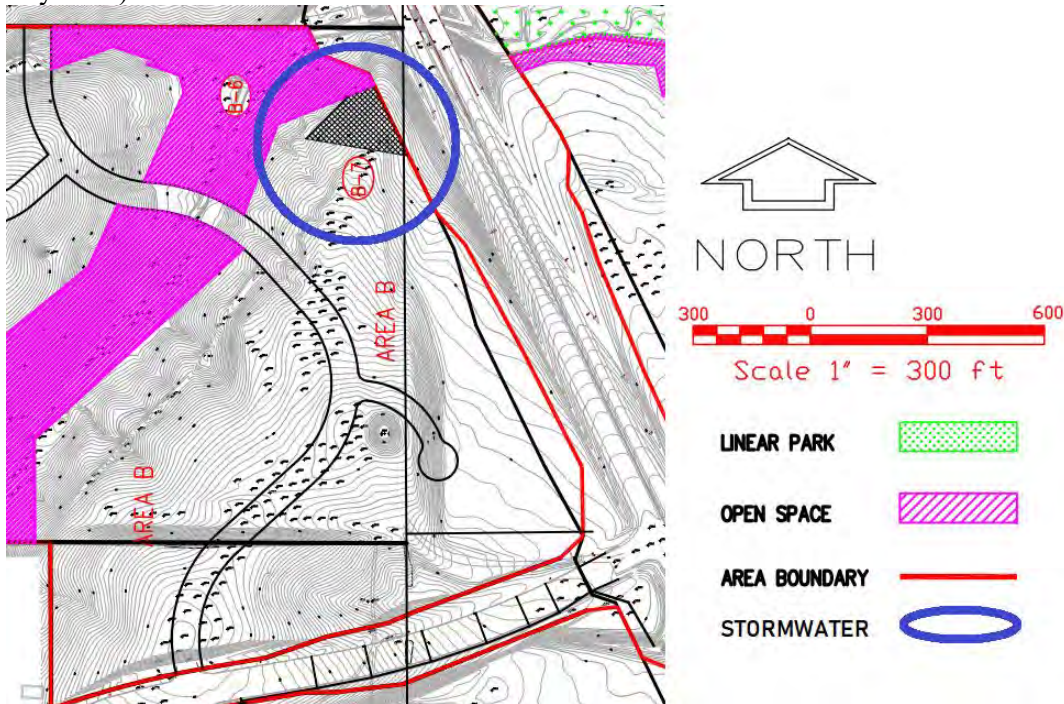 B-6
B-7
AREA B
AREA B
NORTH
300 0 300 600
Scale 1" = 300 ft
LINEAR PARK
OPEN SPACE
AREA BOUNDARY
STORMWATER